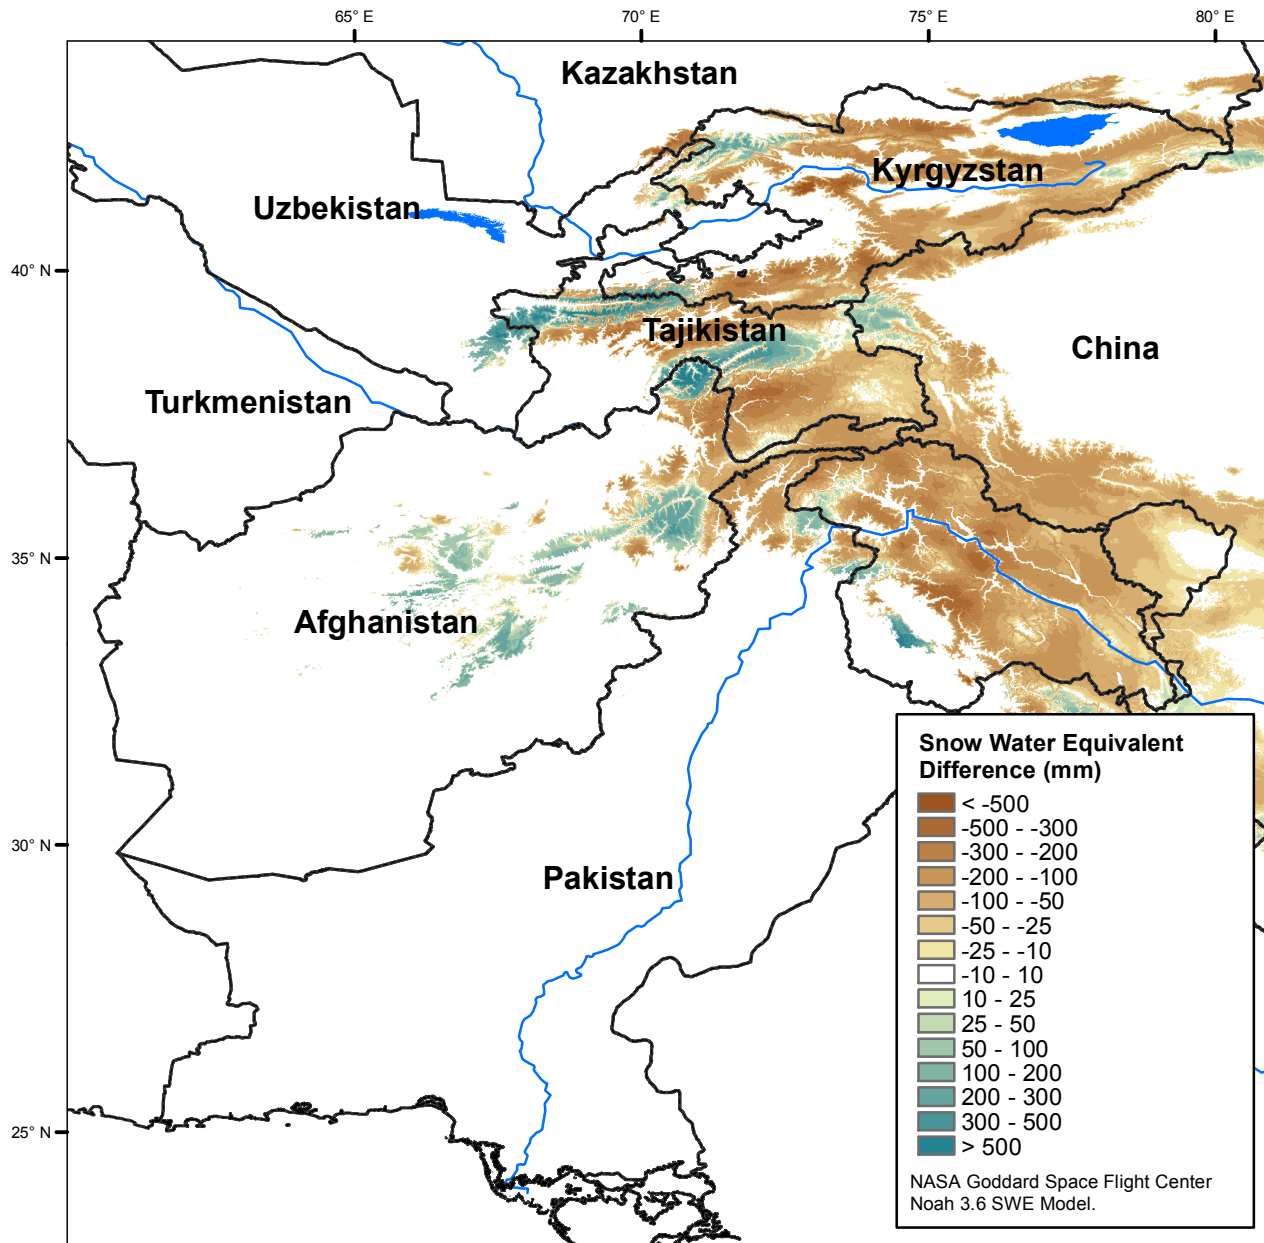 65° E
70° E
75° E
80° E
Kazakhstan
Kyrgyzstan
Uzbekistan
40° N
Tajikistan
China
Turkmenistan
35° N
Afghanistan
30° N
Pakistan
25° N
Snow Water Equivalent
Difference (mm)
< -500
-500 - -300
-300 - -200
-200 - -100
-100 - -50
-50 - -25
-25 - -10
-10 - 10
10 - 25
25 - 50
50 - 100
100 - 200
200 - 300
300 - 500
> 500
NASA Goddard Space Flight Center
Noah 3.6 SWE Model.